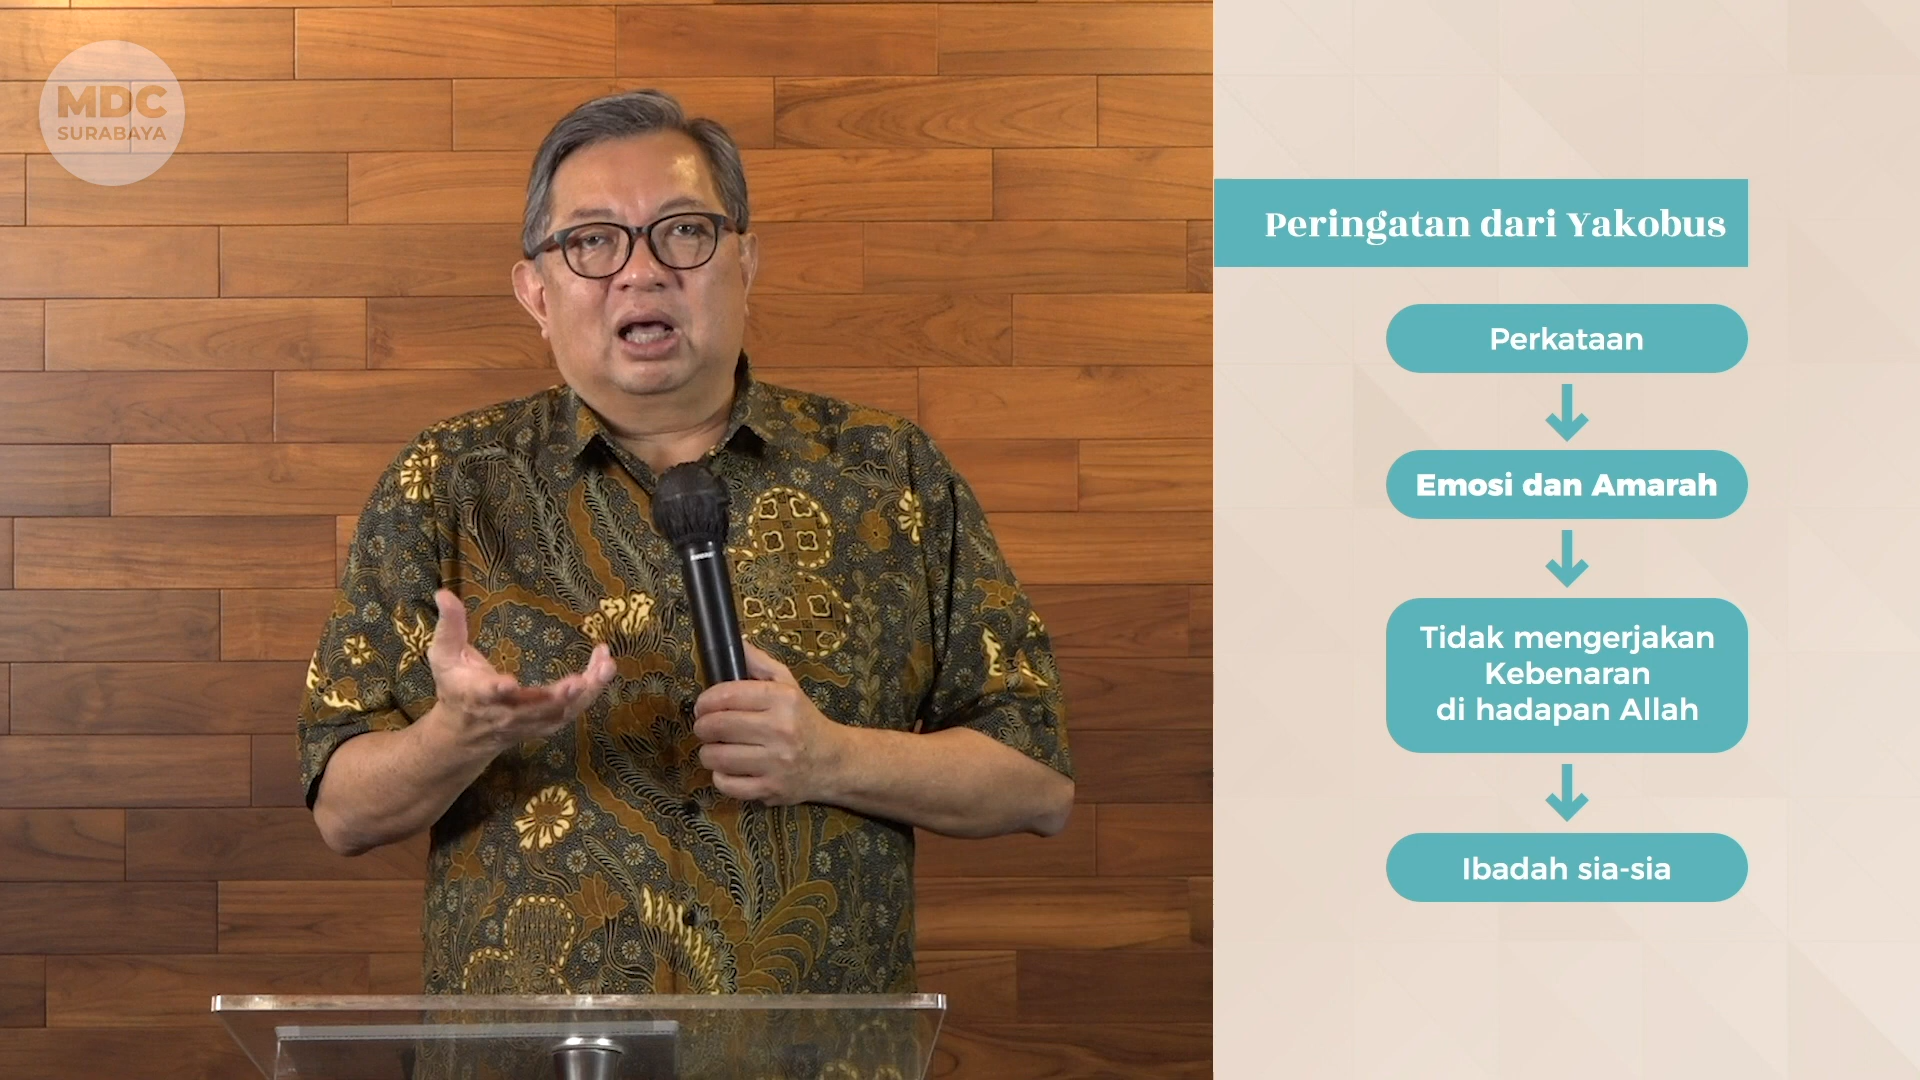 MDC
SURABAYA
Peringatan dari Yakobus
Perkataan
Emosi dan Amarah
Tidak mengerjakan
Kebenaran
di hadapan Allah
Ibadah sia-sia